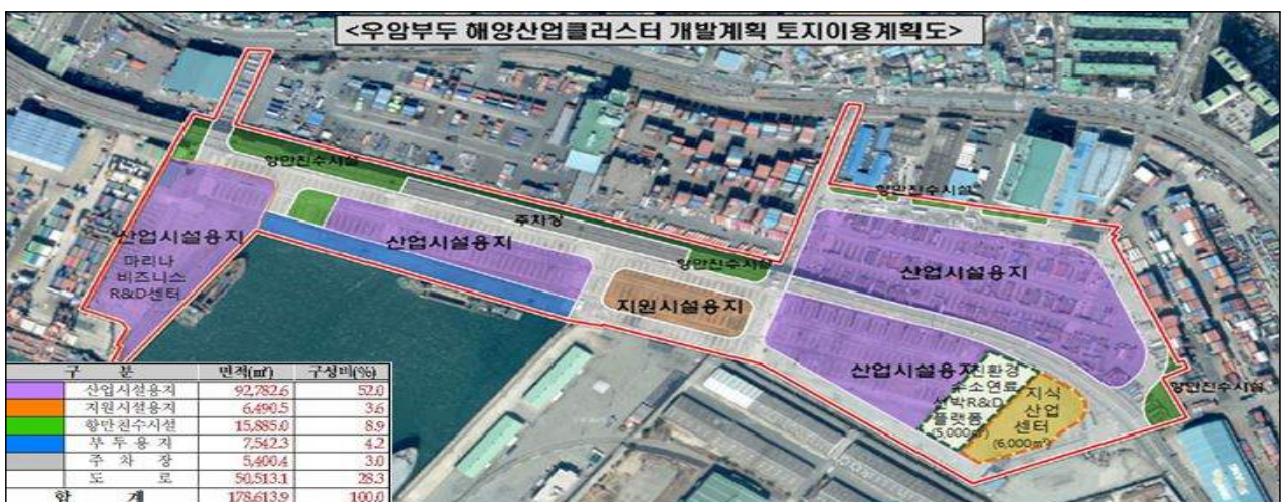 <우암부두 해양산업클러스터 개발계획 토지이용계획도>
항만친수시설
주차장
항만친수시설
항만친수시설
산업시설용지
마리나
비즈니스
R&D센터
산업시설용지
지원시설용지
산업시설용지
산업시설용지
친환경
수소연료
선박R&D
플랫폼
(5,000㎡)
지식
산업
센터
(6,000㎡)
항만친수시설
구 분 면적(㎡) 구성비(%)
산업시설용지 92,782.6 52.0
지원시설용지 6,490.5 3.6
항만친수시설 15,885.0 8.9
부 두 용 지 7,542.3 4.2
주 차 장 5,400.4 3.0
도 로 50,513.1 28.3
합 계 178,613.9 100.0